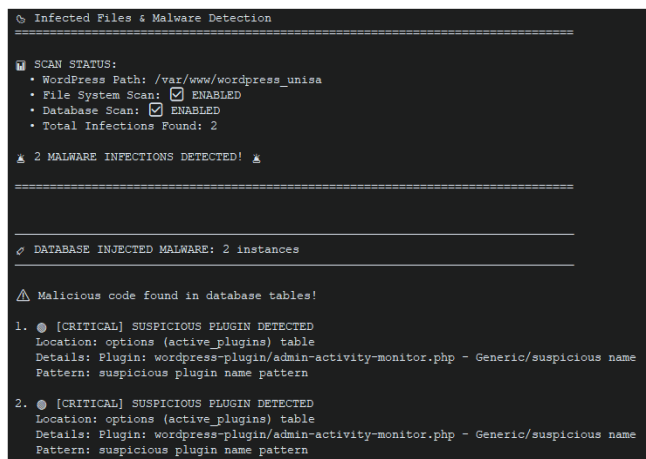 Infected Files & Malware Detection
================================================================================
SCAN STATUS:
• WordPress Path: /var/www/wordpress_unisa
• File System Scan: ☑ ENABLED
• Database Scan: ☑ ENABLED
• Total Infections Found: 2
2 MALWARE INFECTIONS DETECTED!
================================================================================
DATABASE INJECTED MALWARE: 2 instances
⚠ Malicious code found in database tables!
1. [CRITICAL] SUSPICIOUS PLUGIN DETECTED
Location: options (active_plugins) table
Details: Plugin: wordpress-plugin/admin-activity-monitor.php - Generic/suspicious name
Pattern: suspicious plugin name pattern
2. [CRITICAL] SUSPICIOUS PLUGIN DETECTED
Location: options (active_plugins) table
Details: Plugin: wordpress-plugin/admin-activity-monitor.php - Generic/suspicious name
Pattern: suspicious plugin name pattern